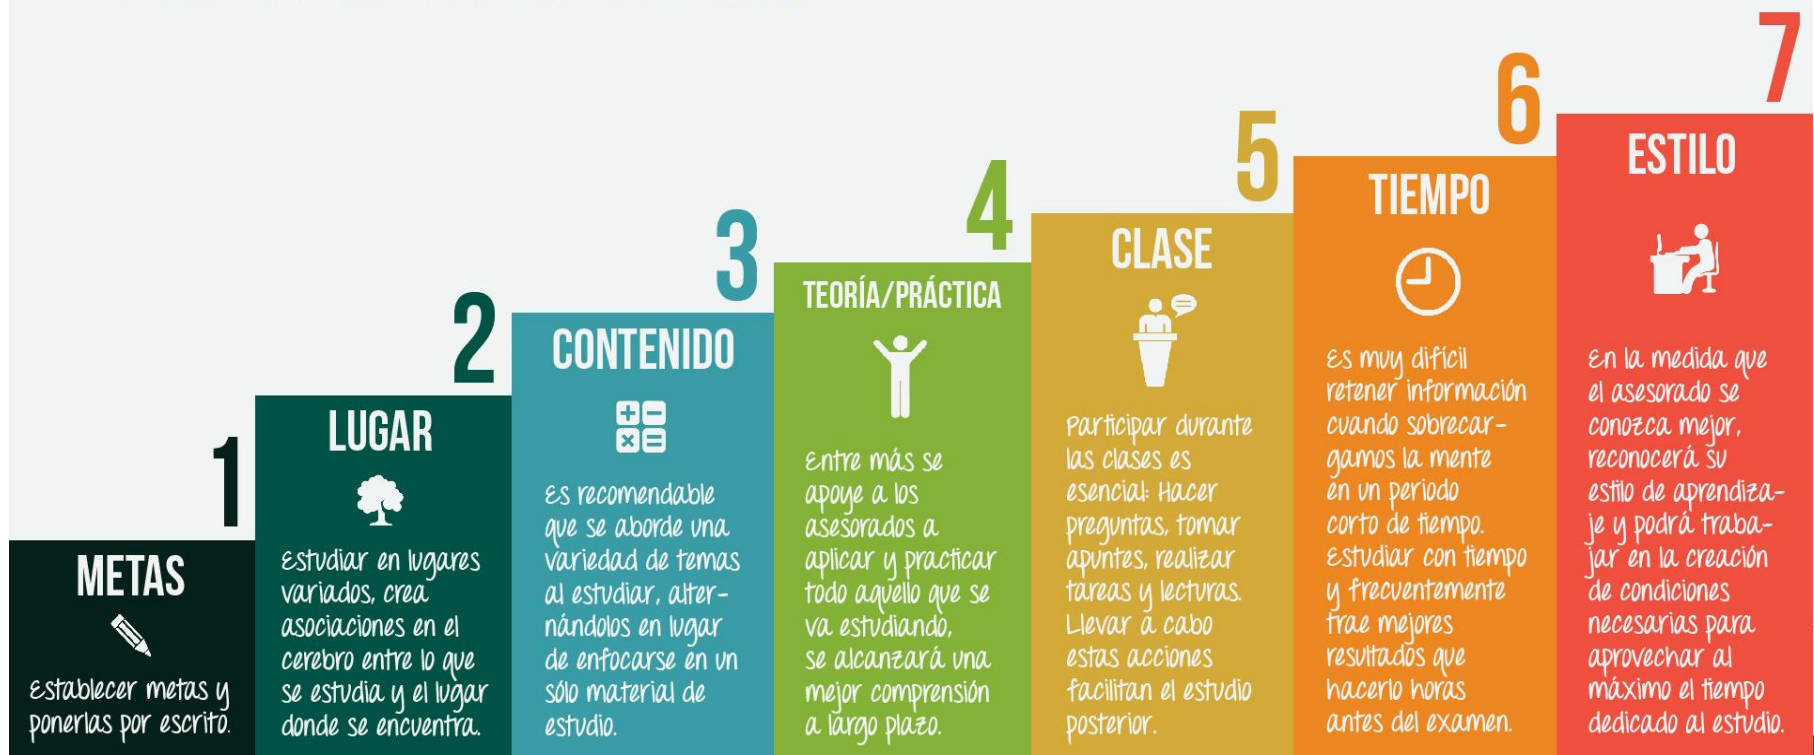 1
METAS
Establecer metas y
ponerlas por escrito.
2
LUGAR
Estudiar en lugares
variados, crea
asociaciones en el
cerebro entre lo que
se estudia y el lugar
donde se encuentra.
3
CONTENIDO
Es recomendable
que se aborde una
variedad de temas
al estudiar, alter-
nándolos en lugar
de enfocarse en un
sólo material de
estudio.
4
TEORÍA/PRÁCTICA
Entre más se
apoye a los
asesorados a
aplicar y practicar
todo aquello que se
va estudiando,
se alcanzará una
mejor comprensión
a largo plazo.
5
CLASE
Participar durante
las clases es
esencial: Hacer
preguntas, tomar
apuntes, realizar
tareas y lecturas.
Llevar a cabo
estas acciones
facilitan el estudio
posterior.
6
TIEMPO
Es muy difícil
retener información
cuando sobrecar-
gamos la mente
en un periodo
corto de tiempo.
Estudiar con tiempo
y frecuentemente
trae mejores
resultados que
hacerlo horas
antes del examen.
7
ESTILO
En la medida que
el asesorado se
conozca mejor,
reconocerá su
estilo de aprendiza-
je y podrá traba-
jar en la creación
de condiciones
necesarias para
aprovechar al
máximo el tiempo
dedicado al estudio.